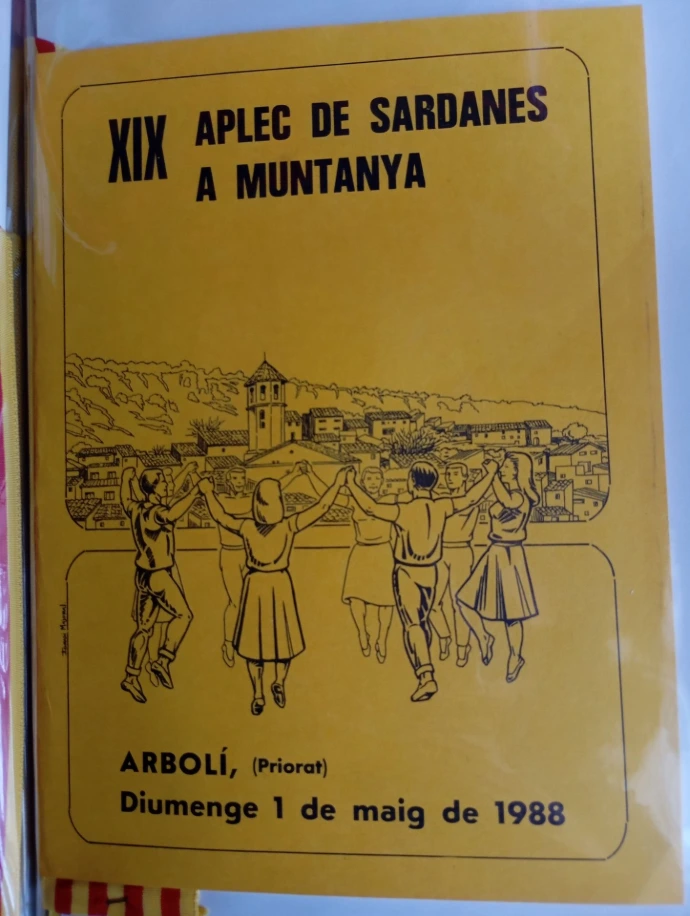 XIX APLEC DE SARDANES
A MUNTANYA
ARBOLÍ, (Priorat)
Diumenge 1 de maig de 1988